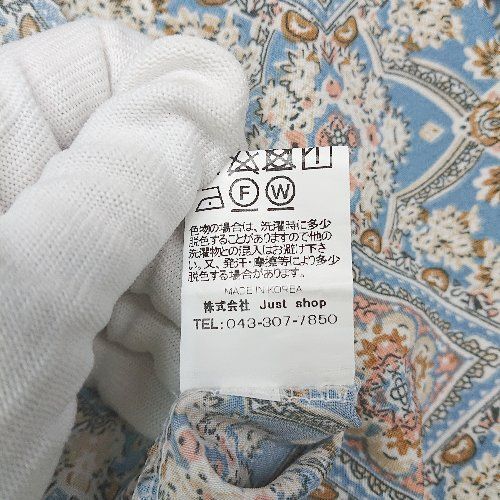 F W
色物の場合は、洗濯時に多少
脱色することがありますので他の
洗濯物との混入はお避け下さ
い。又、発汗・摩擦等により多少
脱色する場合があります。
MADE IN KOREA
株式会社 Just shop
TEL:043-307-7850